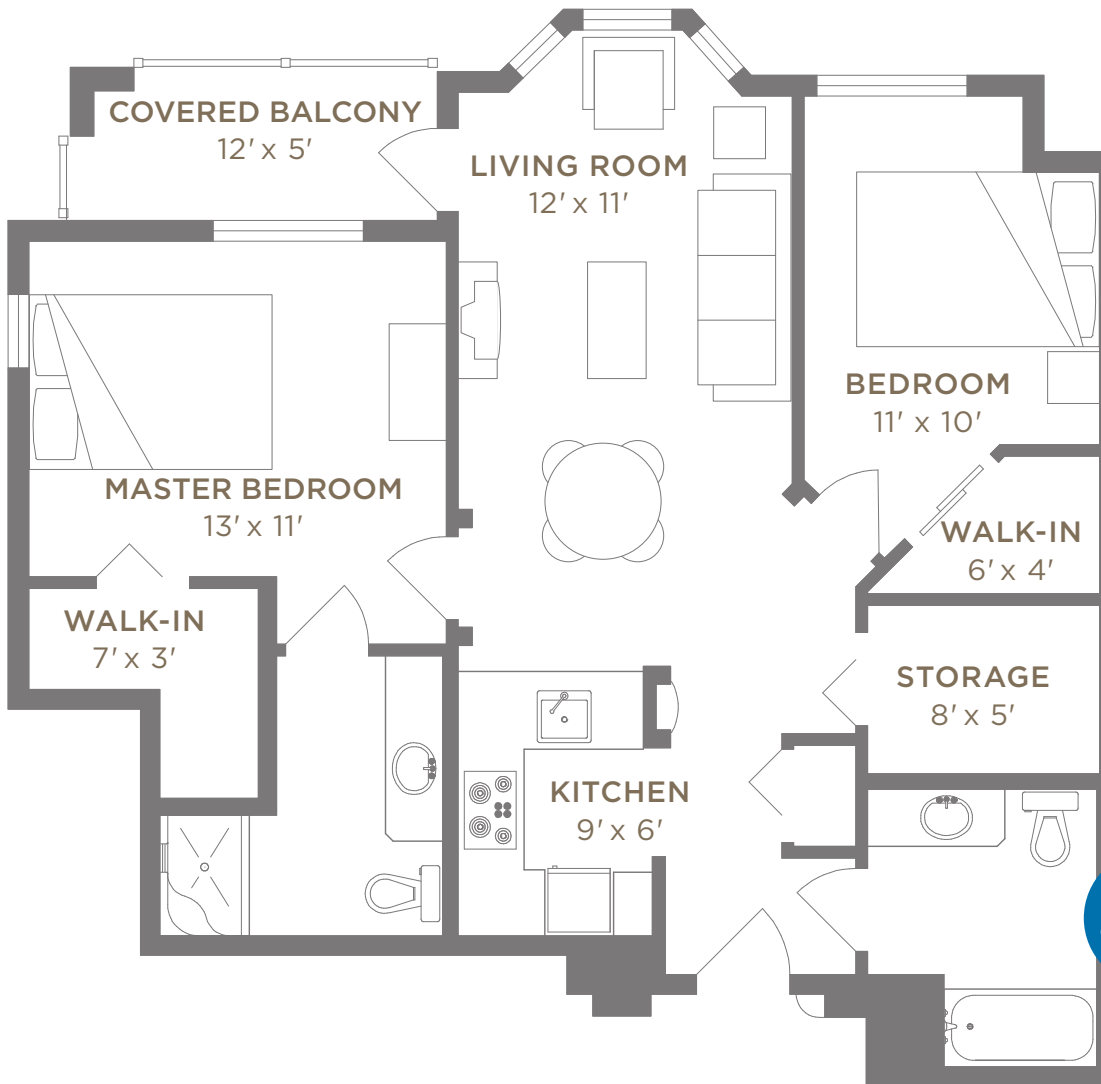 COVERED BALCONY
12' x 5'
LIVING ROOM
12' x 11'
BEDROOM
11' x 10'
MASTER BEDROOM
13' x 11'
WALK-IN
6' x 4'
WALK-IN
7' x 3'
STORAGE
8' x 5'
KITCHEN
9' x 6'